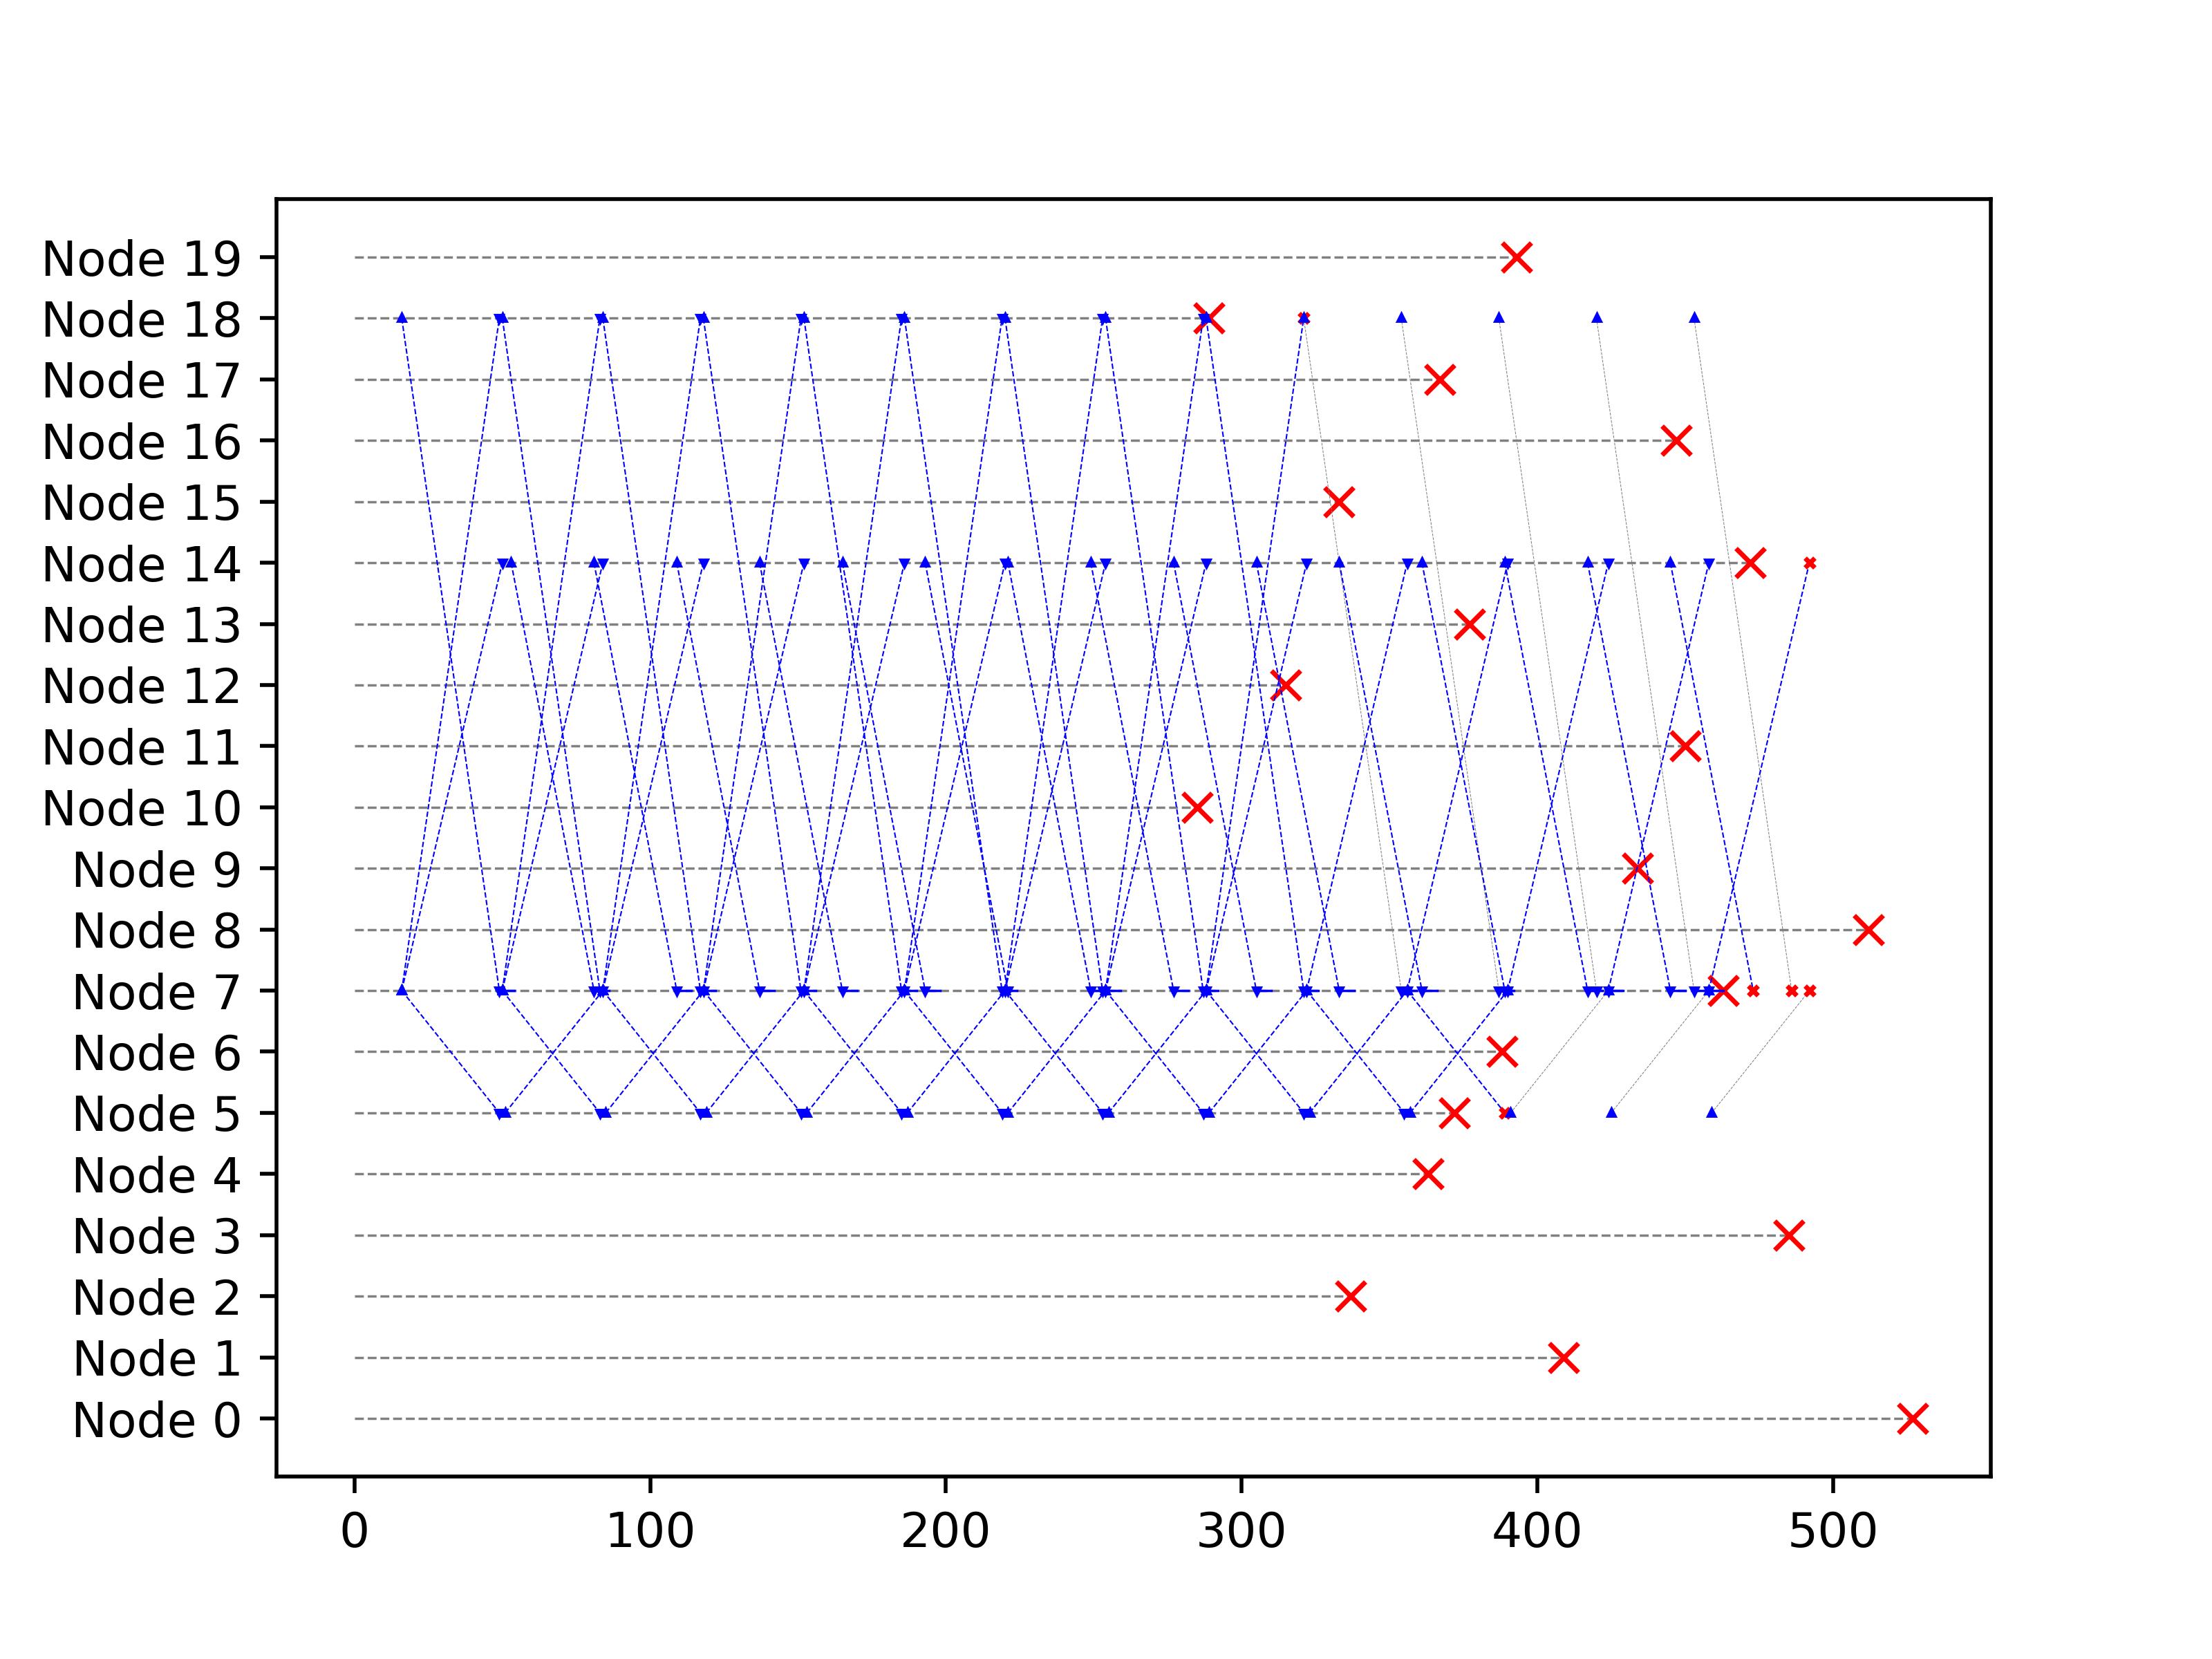 Node 19
Node 18
Node 17
Node 16
Node 15
Node 14
Node 13
Node 12
Node 11
Node 10
Node 9
Node 8
Node 7
Node 6
Node 5
Node 4
Node 3
Node 2
Node 1
Node 0
0 100 200 300 400 500